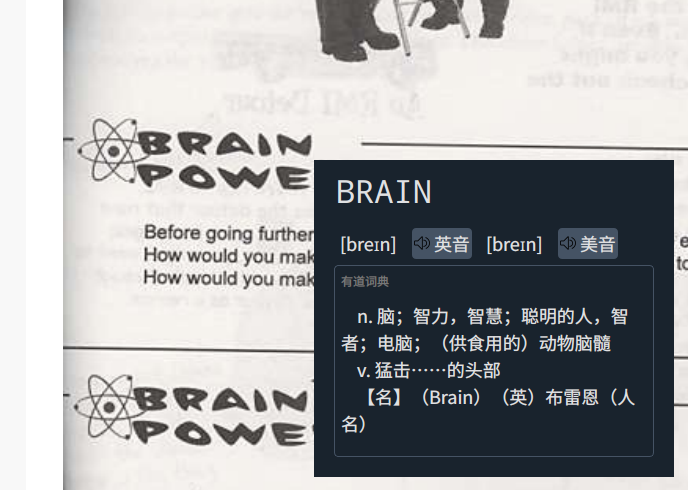 BRAIN
POWE
Before going further
How would you mak
How would you mak
BRAIN
POWE
BRAIN
[breɪn] 英音 [breɪn] 美音
有道词典
n. 脑；智力，智慧；聪明的人，智
者；电脑；（供食用的）动物脑髓
v. 猛击……的头部
【名】（Brain）（英）布雷恩（人
名）